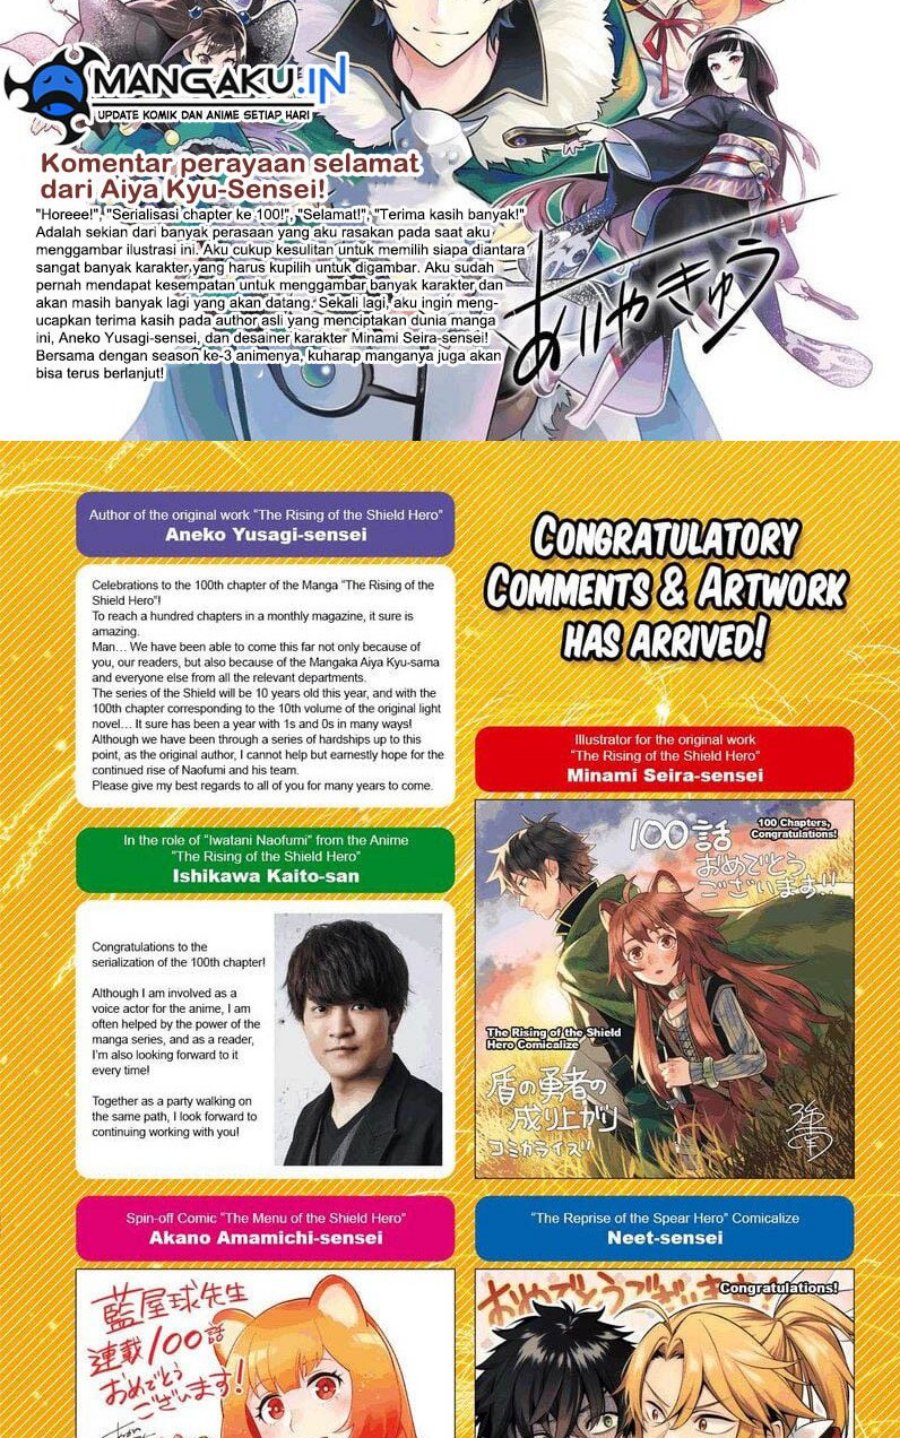 MANGAKU.IN
UPDATE KOMIK DAN ANIME SETIAP HARI
Komentar perayaan selamat
dari Aiya Kyu-Sensei!
"Horeee!", "Serialisasi chapter ke 100!", "Selamat!", "Terima kasih banyak!"
Adalah sekian dari banyak perasaan yang aku rasakan pada saat aku
menggambar ilustrasi ini. Aku cukup kesulitan untuk memilih siapa diantara
sangat banyak karakter yang harus kupilih untuk digambar. Aku sudah
pernah mendapat kesempatan untuk menggambar banyak karakter dan
akan masih banyak lagi yang akan datang. Sekali lagi, aku ingin meng-
ucapkan terima kasih pada author asli yang menciptakan dunia manga
ini, Aneko Yusagi-sensei, dan desainer karakter Minami Seira-sensei!
Bersama dengan season ke-3 animenya, kuharap manganya juga akan
bisa terus berlanjut!
あいやきゅう
Author of the original work "The Rising of the Shield Hero"
Aneko Yusagi-sensei
Celebrations to the 100th chapter of the Manga "The Rising of the
Shield Hero"!
To reach a hundred chapters in a monthly magazine, it sure is
amazing.
Man... We have been able to come this far not only because of
you, our readers, but also because of the Mangaka Aiya Kyu-sama
and everyone else from all the relevant departments.
The series of the Shield will be 10 years old this year, and with the
100th chapter corresponding to the 10th volume of the original light
novel... It sure has been a year with 1s and 0s in many ways!
Although we have been through a series of hardships up to this
point, as the original author, I cannot help but earnestly hope for the
continued rise of Naofumi and his team.
Please give my best regards to all of you for many years to come.
CONGRATULATORY
COMMENTS & ARTWORK
HAS ARRIVED!
Illustrator for the original work
"The Rising of the Shield Hero"
Minami Seira-sensei
100話
おめでとう
ございます!!
100 Chapters,
Congratulations!
The Rising of the Shield
Hero Comicalize
盾の勇者の
成り上がり
コミカライズ
In the role of "Iwatani Naofumi" from the Anime
"The Rising of the Shield Hero"
Ishikawa Kaito-san
Congratulations to the
serialization of the 100th chapter!
Although I am involved as a
voice actor for the anime, I am
often helped by the power of the
manga series, and as a reader,
I'm also looking forward to it
every time!
Together as a party walking on
the same path, I look forward to
continuing working with you!
Spin-off Comic "The Menu of the Shield Hero"
Akano Amamichi-sensei
藍屋球先生
連載100話
おめでとう
ございます!
"The Reprise of the Spear Hero" Comicalize
Neet-sensei
おめでとうございます
Congratulations!